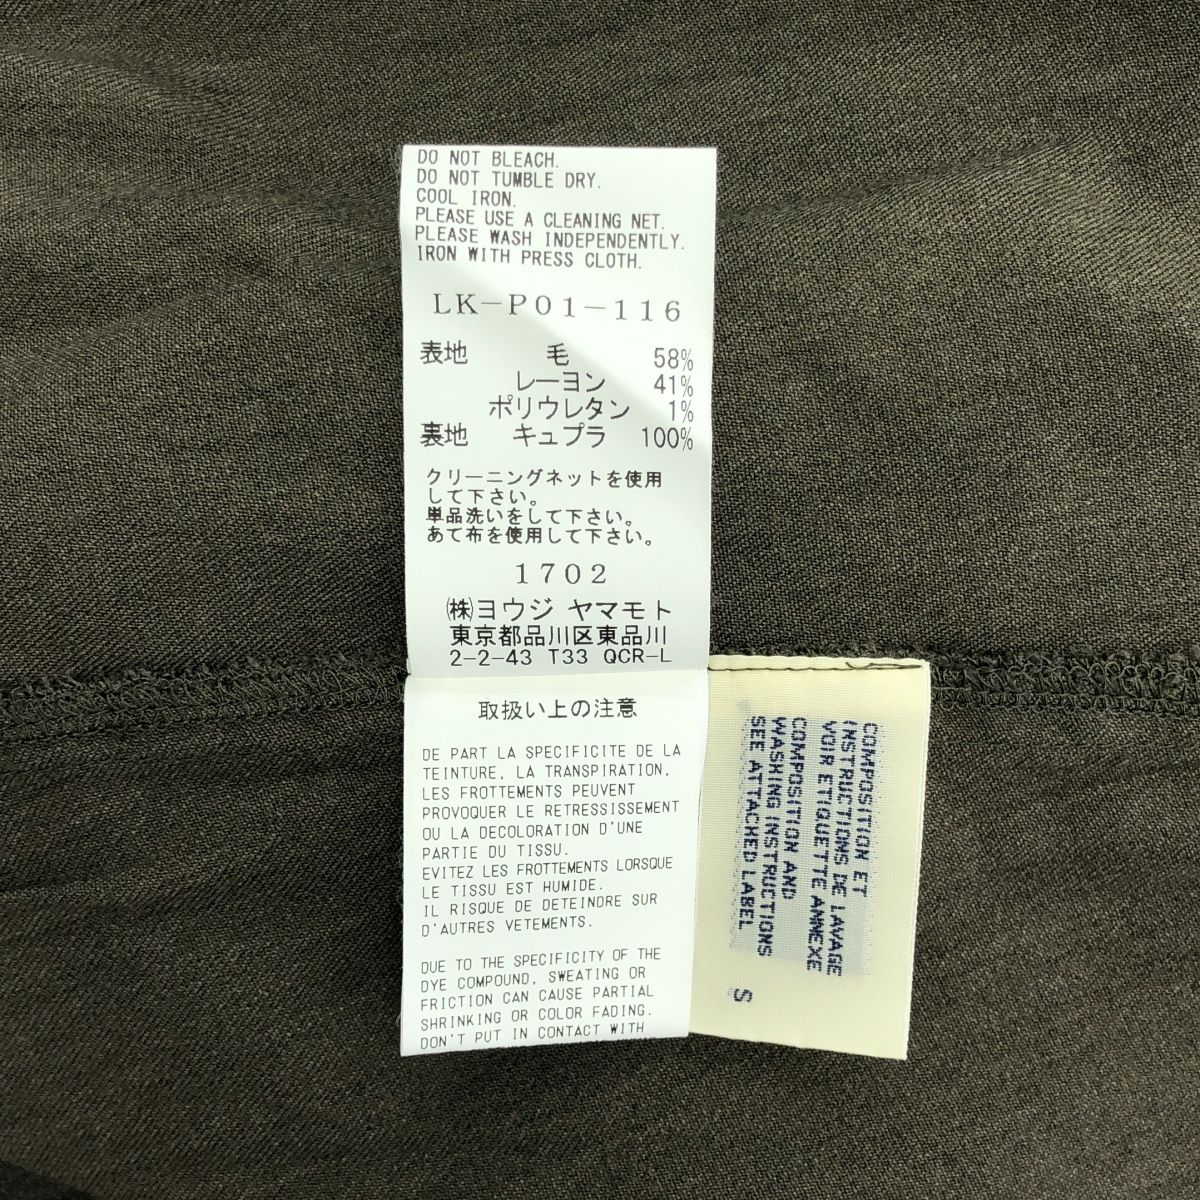 DO NOT BLEACH.
DO NOT TUMBLE DRY.
COOL IRON.
PLEASE USE A CLEANING NET.
PLEASE WASH INDEPENDENTLY.
IRON WITH PRESS CLOTH.
LK-P01-116
表地 毛 58%
レーヨン 41%
ポリウレタン 1%
裏地 キュプラ 100%
クリーニングネットを使用
して下さい。
単品洗いをして下さい。
あて布を使用して下さい。
1702
㈱ヨウジ ヤマモト
東京都品川区東品川
2-2-43 T33 QCR-L
取扱い上の注意
DE PART LA SPECIFICITE DE LA
TEINTURE, LA TRANSPIRATION,
LES FROTTEMENTS PEUVENT
PROVOQUER LE RETRESSISSEMENT
OU LA DECOLORATION D'UNE
PARTIE DU TISSU.
EVITEZ LES FROTTEMENTS LORSQUE
LE TISSU EST HUMIDE.
IL RISQUE DE DETEINDRE SUR
D'AUTRES VETEMENTS.
DUE TO THE SPECIFICITY OF THE
DYE COMPOUND, SWEATING OR
FRICTION CAN CAUSE PARTIAL
SHRINKING OR COLOR FADING.
DON'T PUT IN CONTACT WITH
COMPOSITION ET
INSTRUCTIONS DE LAVAGE
VOIR ETIQUETTE ANNEXE
COMPOSITION AND
WASHING INSTRUCTIONS
SEE ATTACHED LABEL
S